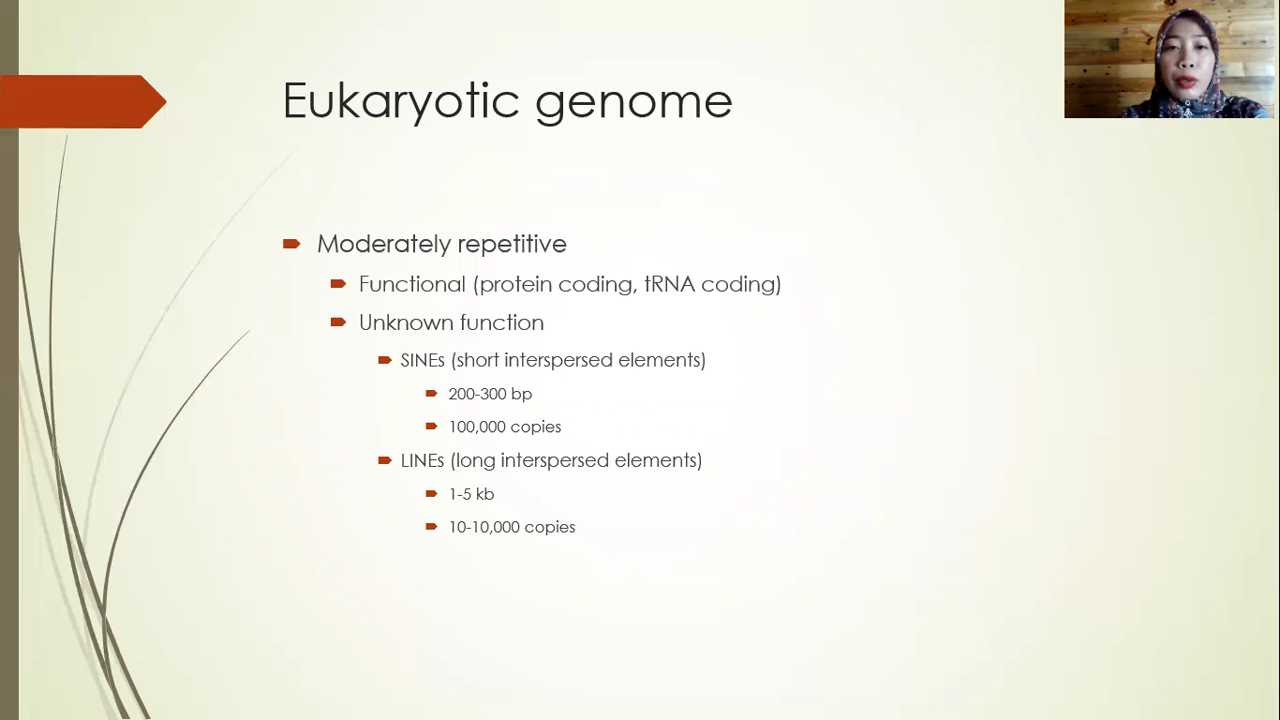 Eukaryotic genome
Moderately repetitive
Functional (protein coding, tRNA coding)
Unknown function
SINEs (short interspersed elements)
200-300 bp
100,000 copies
LINEs (long interspersed elements)
1-5 kb
10-10,000 copies